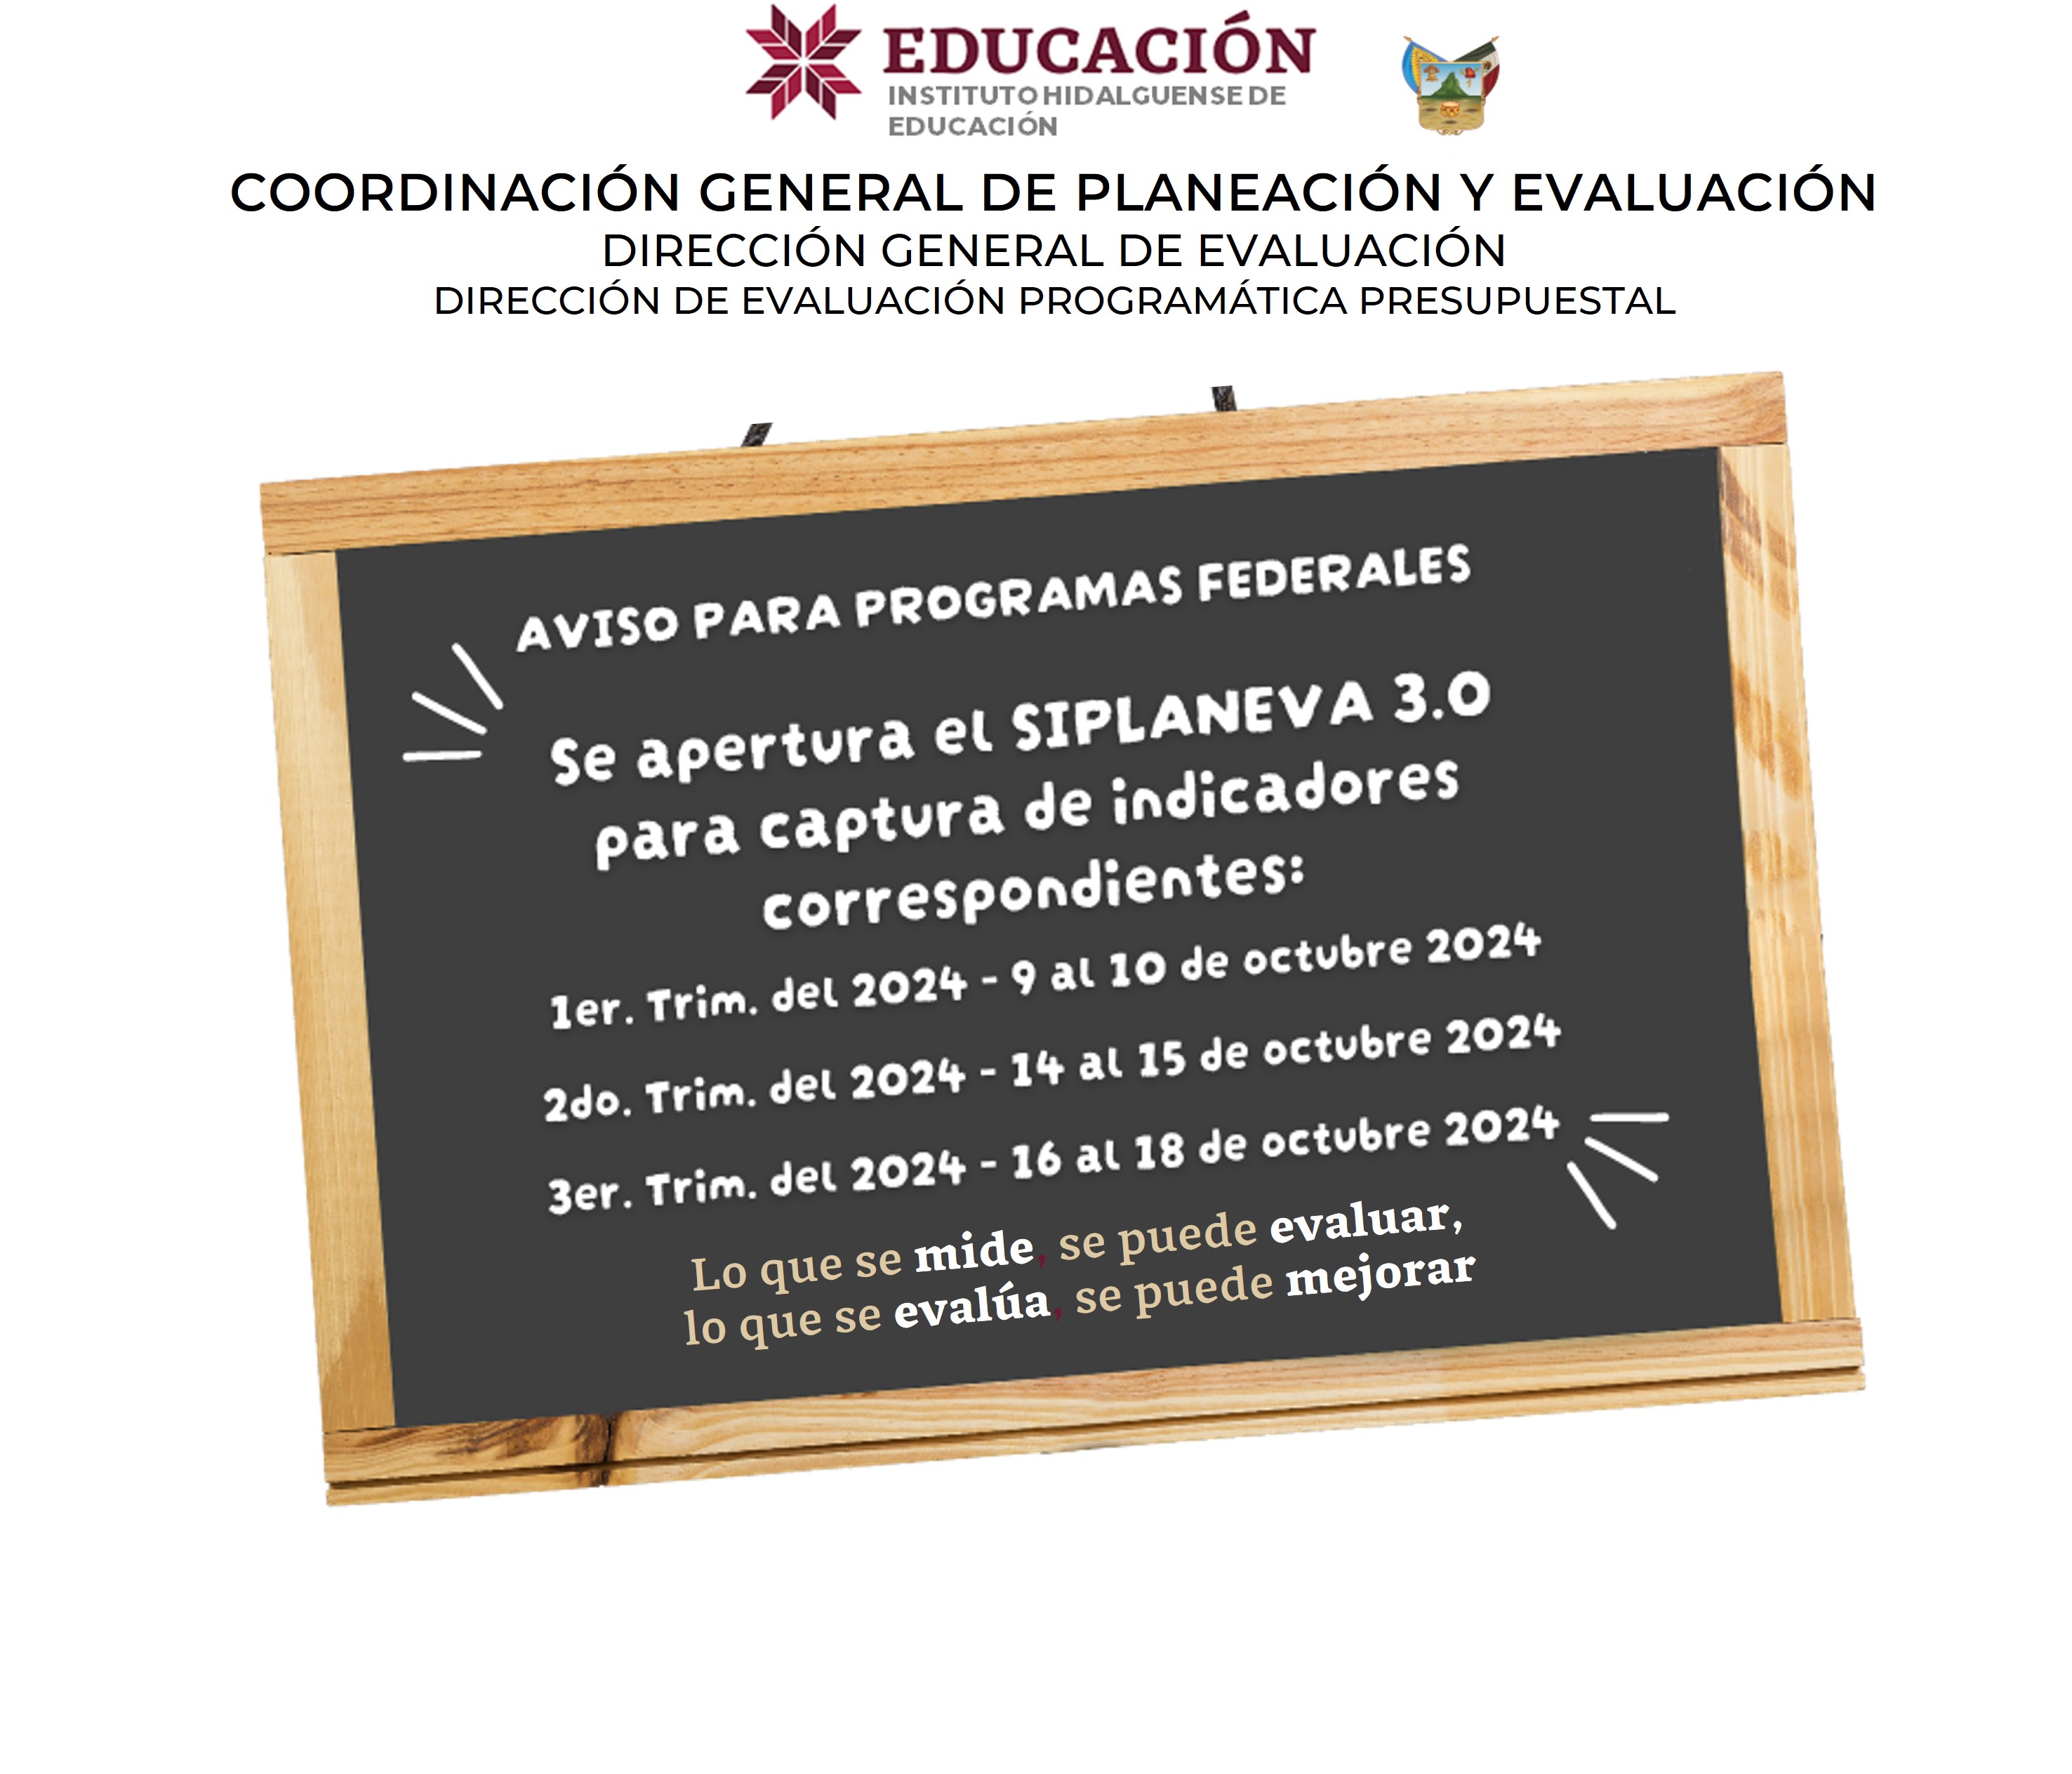 EDUCACIÓN
INSTITUTO HIDALGUENSE DE
EDUCACIÓN
COORDINACIÓN GENERAL DE PLANEACIÓN Y EVALUACIÓN
DIRECCIÓN GENERAL DE EVALUACIÓN
DIRECCIÓN DE EVALUACIÓN PROGRAMÁTICA PRESUPUESTAL
AVISO PARA PROGRAMAS FEDERALES
Se apertura el SIPLANEVA 3.0
para captura de indicadores
correspondientes:
1er. Trim. del 2024 - 9 al 10 de octubre 2024
2do. Trim. del 2024 - 14 al 15 de octubre 2024
3er. Trim. del 2024 - 16 al 18 de octubre 2024
Lo que se mide, se puede evaluar,
lo que se evalúa, se puede mejorar